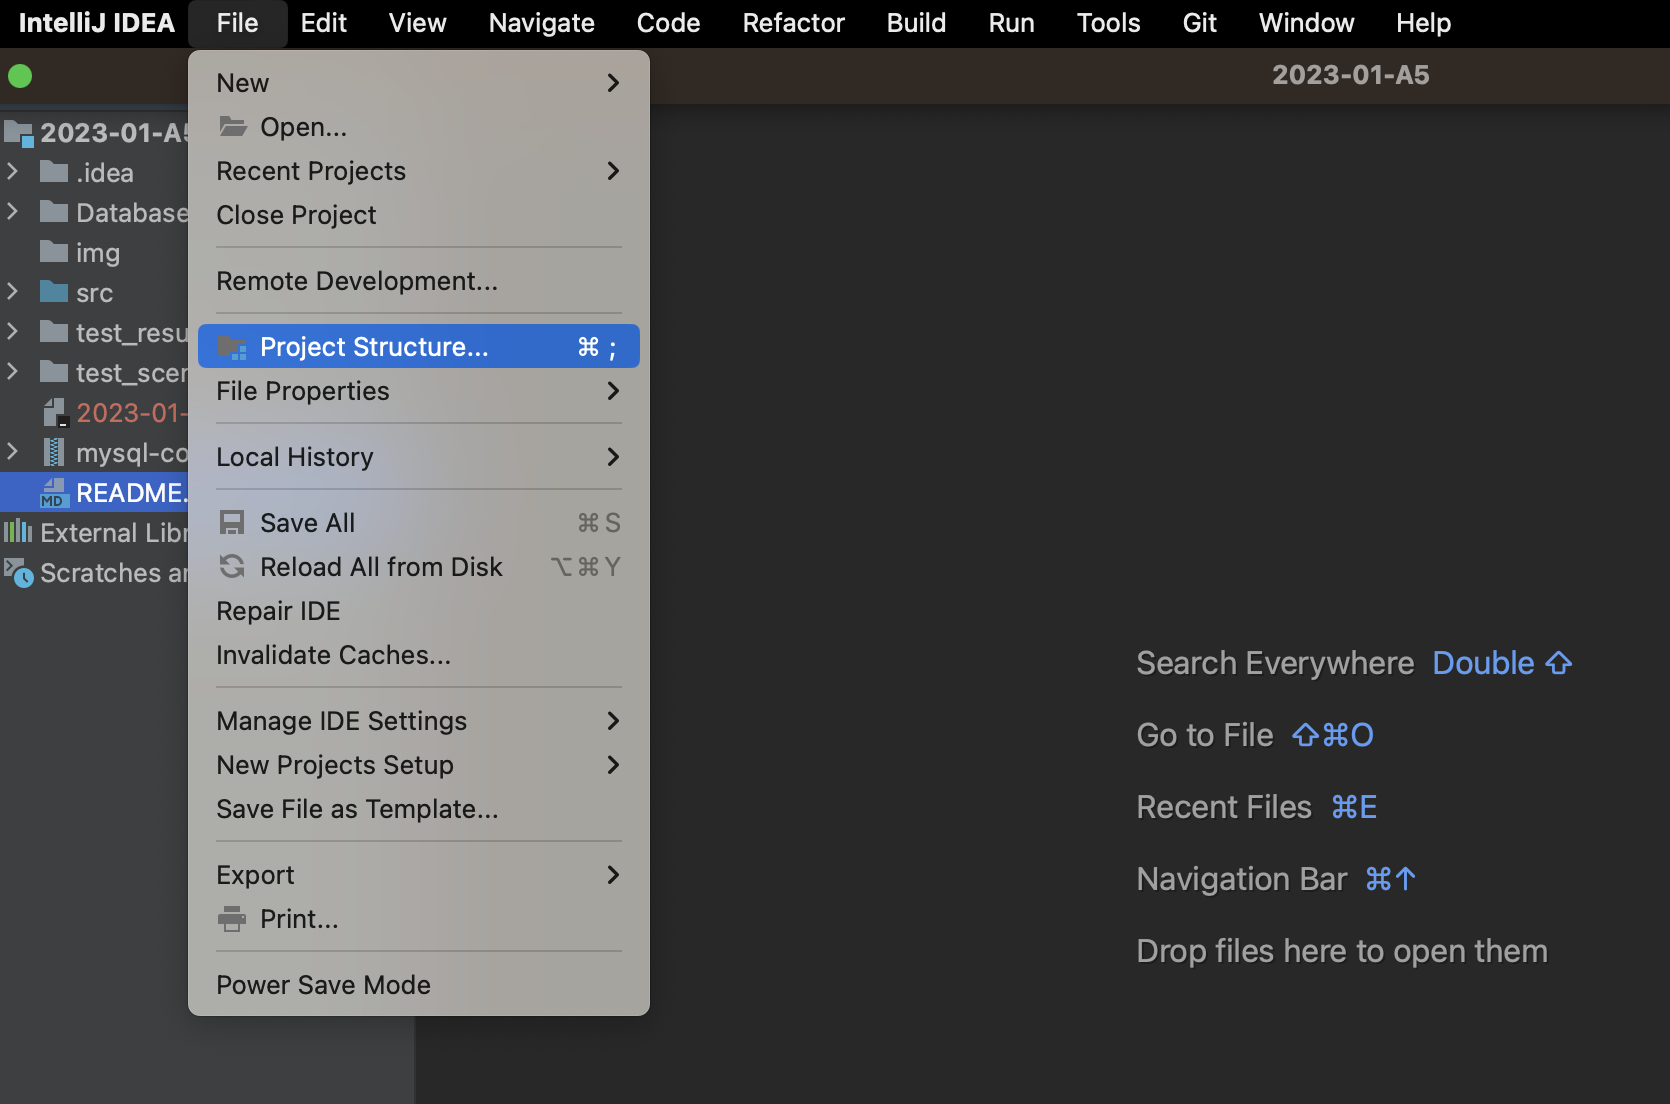 IntelliJ IDEA File Edit View Navigate Code Refactor Build Run Tools Git Window Help
2023-01-A5
2023-01-A5
.idea
Database
img
src
test_resu
test_scer
2023-01-
mysql-co
MD README.
External Libr
Scratches ar
New
Open...
Recent Projects
Close Project
Remote Development...
Project Structure... ⌘ ;
File Properties
Local History
Save All ⌘ S
Reload All from Disk ⌥ ⌘ Y
Repair IDE
Invalidate Caches...
Manage IDE Settings
New Projects Setup
Save File as Template...
Export
Print...
Power Save Mode
Search Everywhere Double ⇧
Go to File ⇧⌘O
Recent Files ⌘E
Navigation Bar ⌘↑
Drop files here to open them